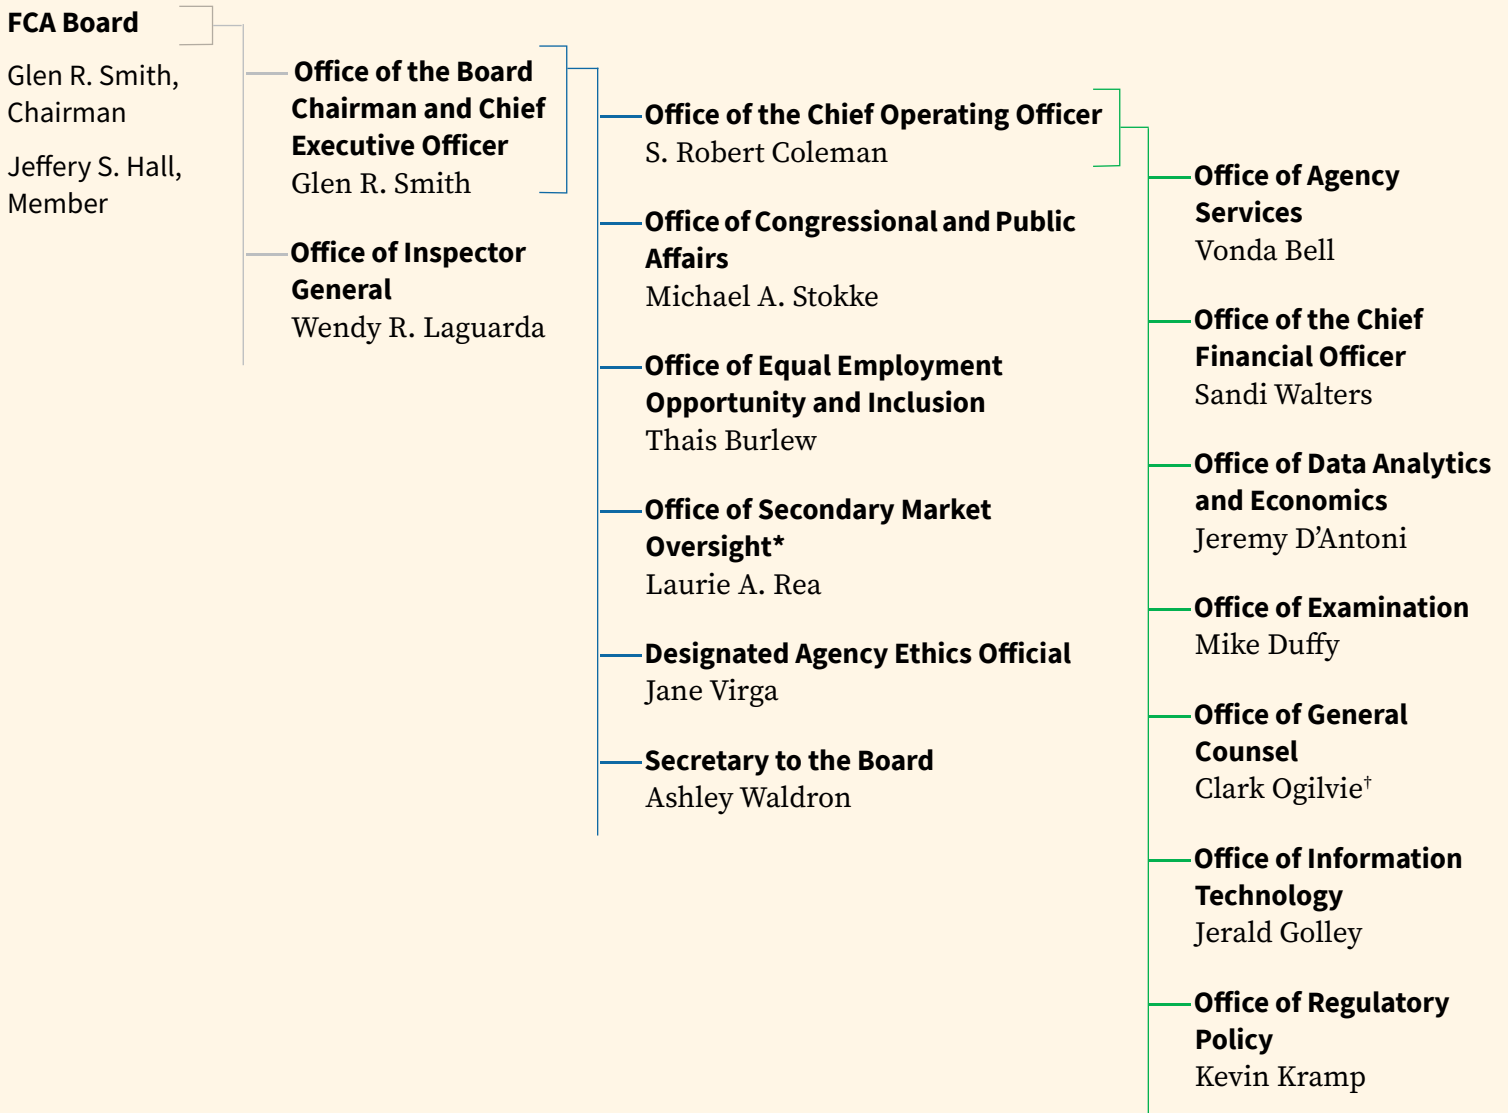 FCA Board
Glen R. Smith,
Chairman
Jeffery S. Hall,
Member
Office of the Board
Chairman and Chief
Executive Officer
Glen R. Smith
Office of Inspector
General
Wendy R. Laguarda
Office of the Chief Operating Officer
S. Robert Coleman
Office of Congressional and Public
Affairs
Michael A. Stokke
Office of Equal Employment
Opportunity and Inclusion
Thais Burlew
Office of Secondary Market
Oversight*
Laurie A. Rea
Designated Agency Ethics Official
Jane Virga
Secretary to the Board
Ashley Waldron
Office of Agency
Services
Vonda Bell
Office of the Chief
Financial Officer
Sandi Walters
Office of Data Analytics
and Economics
Jeremy D’Antoni
Office of Examination
Mike Duffy
Office of General
Counsel
Clark Ogilvie†
Office of Information
Technology
Jerald Golley
Office of Regulatory
Policy
Kevin Kramp